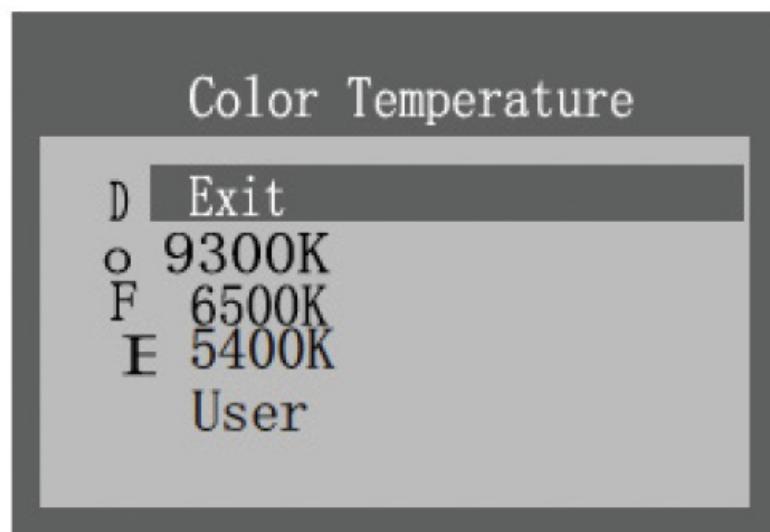 Color Temperature
D Exit
o 9300K
F 6500K
E 5400K
User